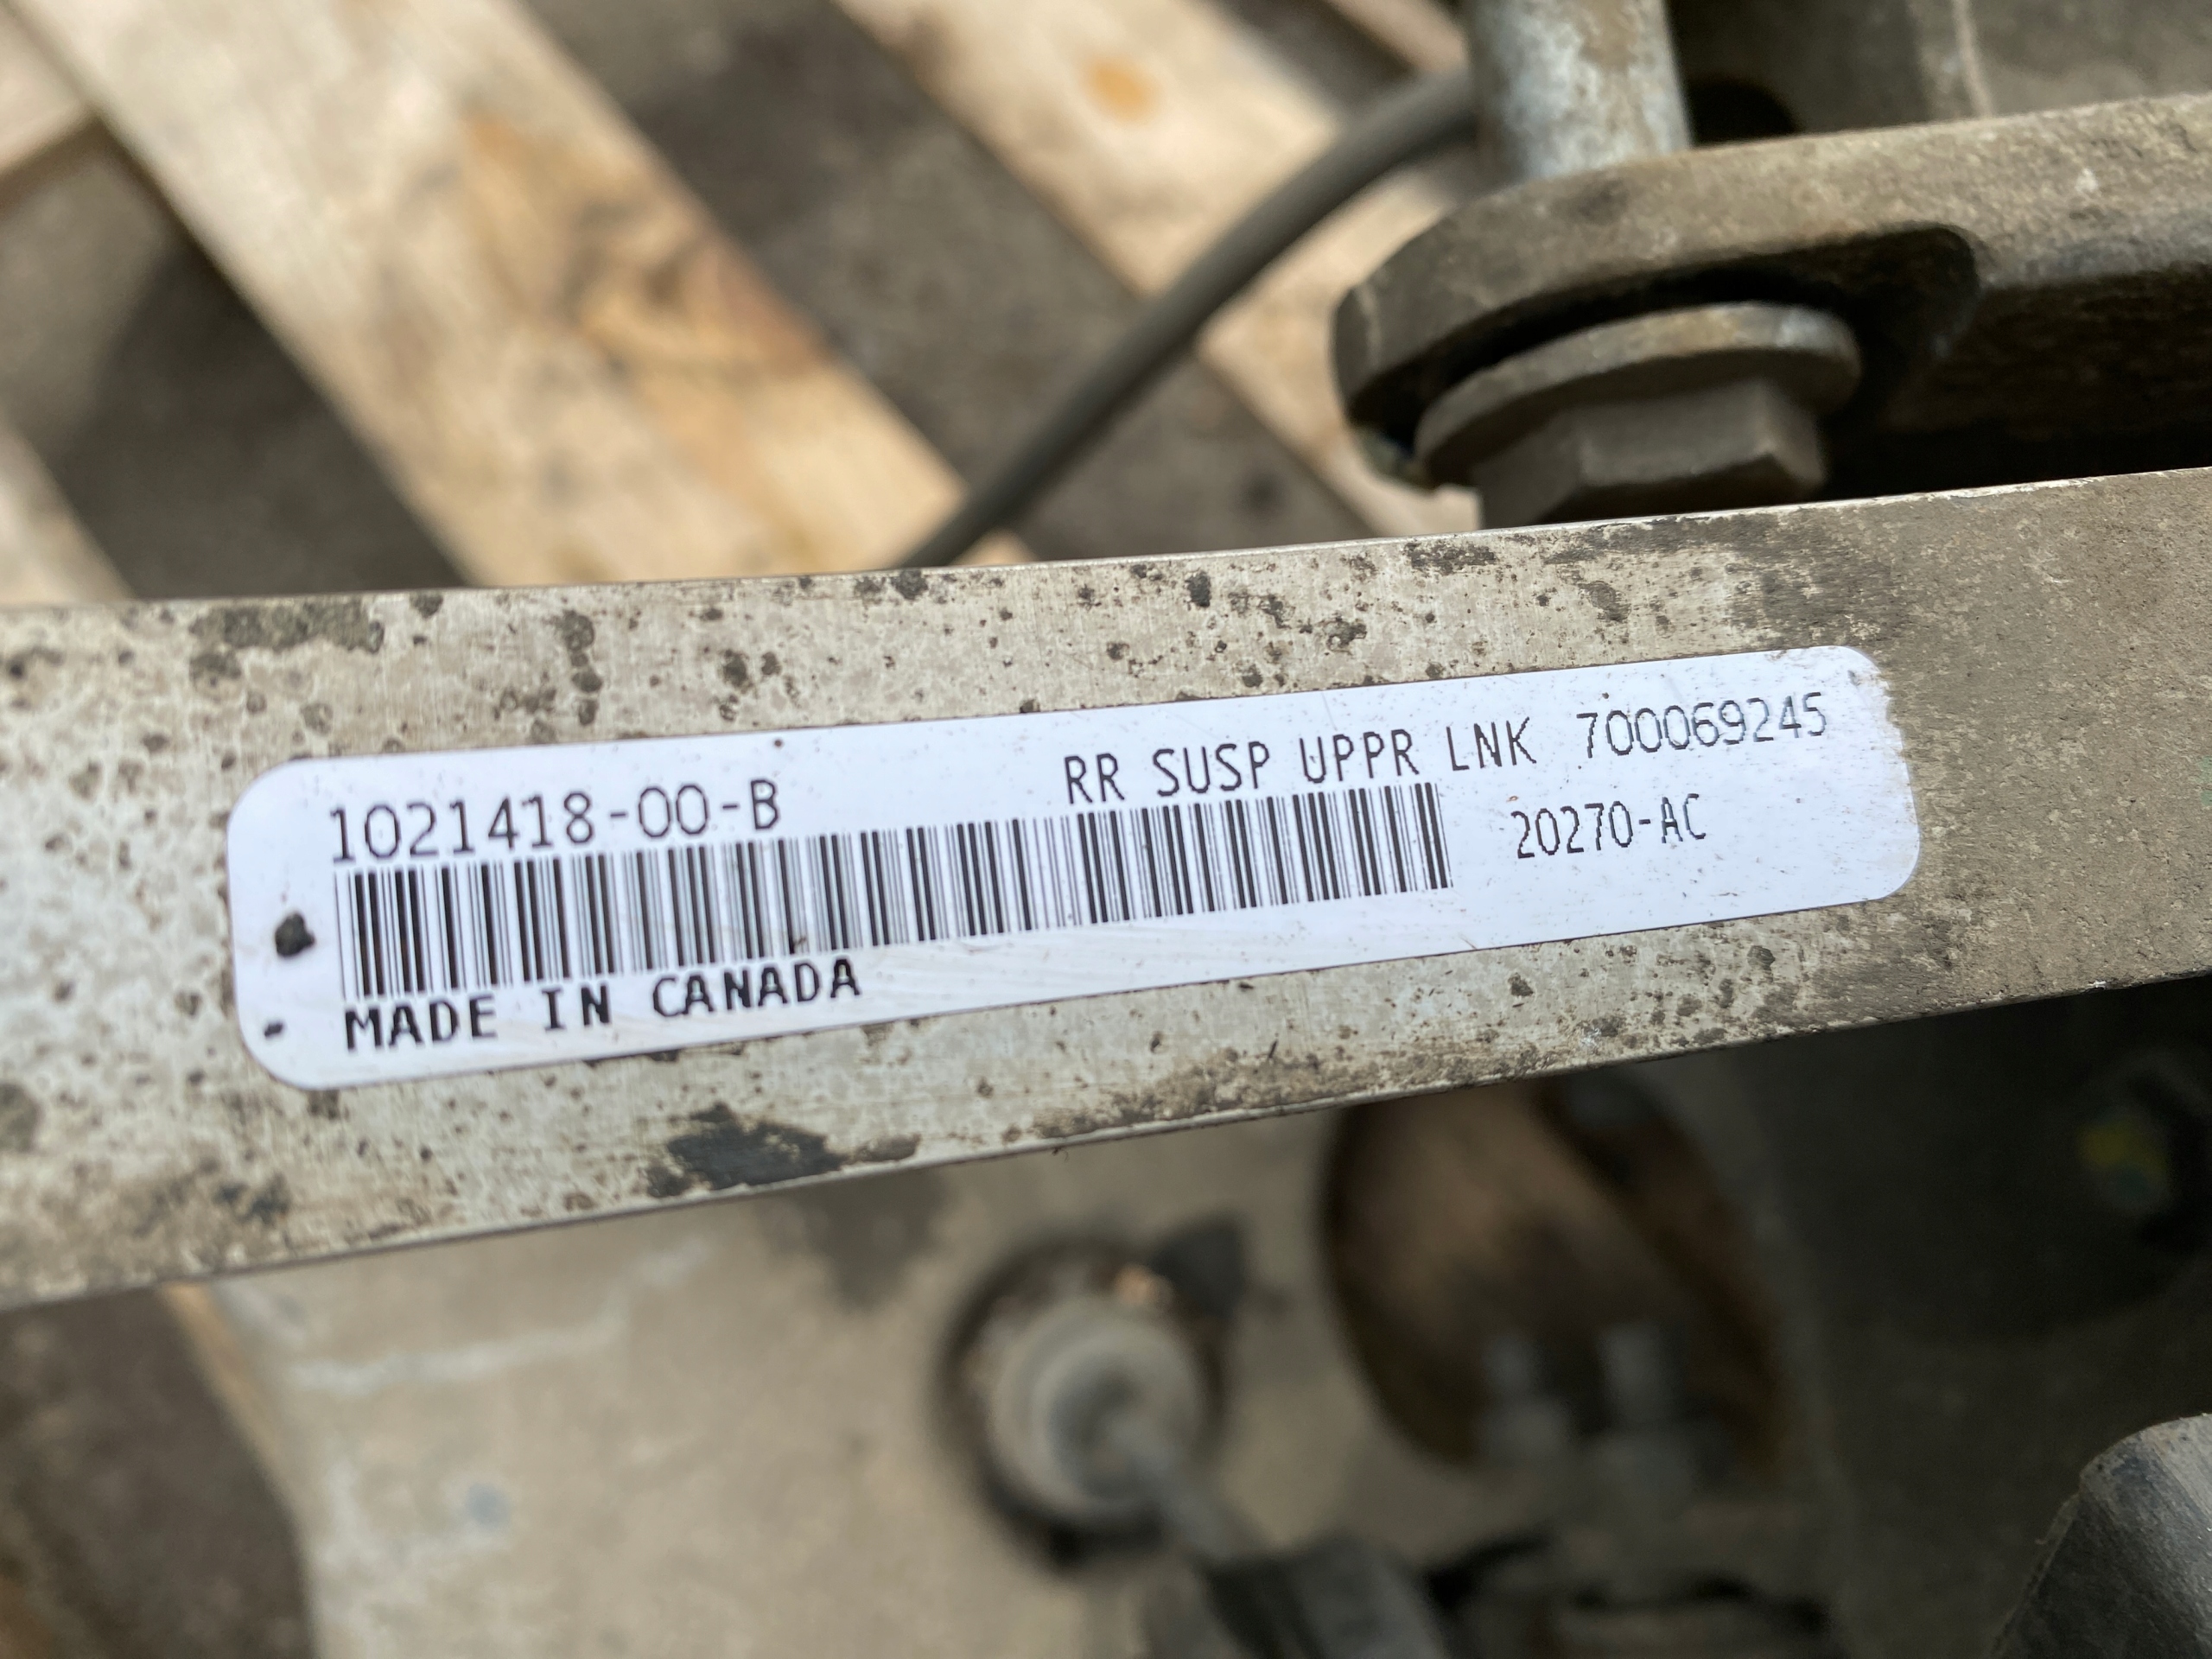 1021418-00-B RR SUSP UPPR LNK 700069245
20270-AC
MADE IN CANADA